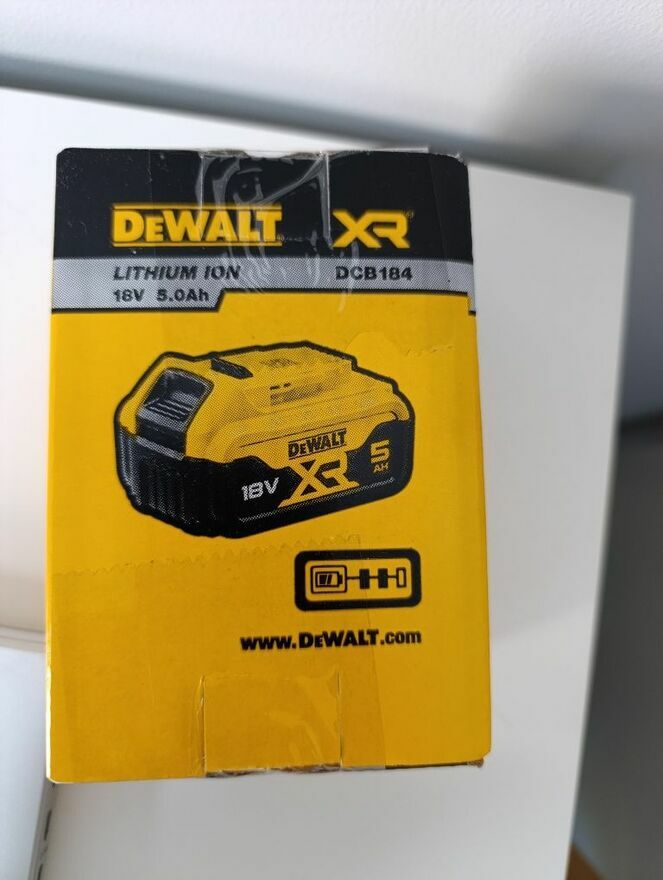 DEWALT® XR®
LITHIUM ION DCB184
18V 5.0Ah
DEWALT
18V XR 5
AH
www.DEWALT.com